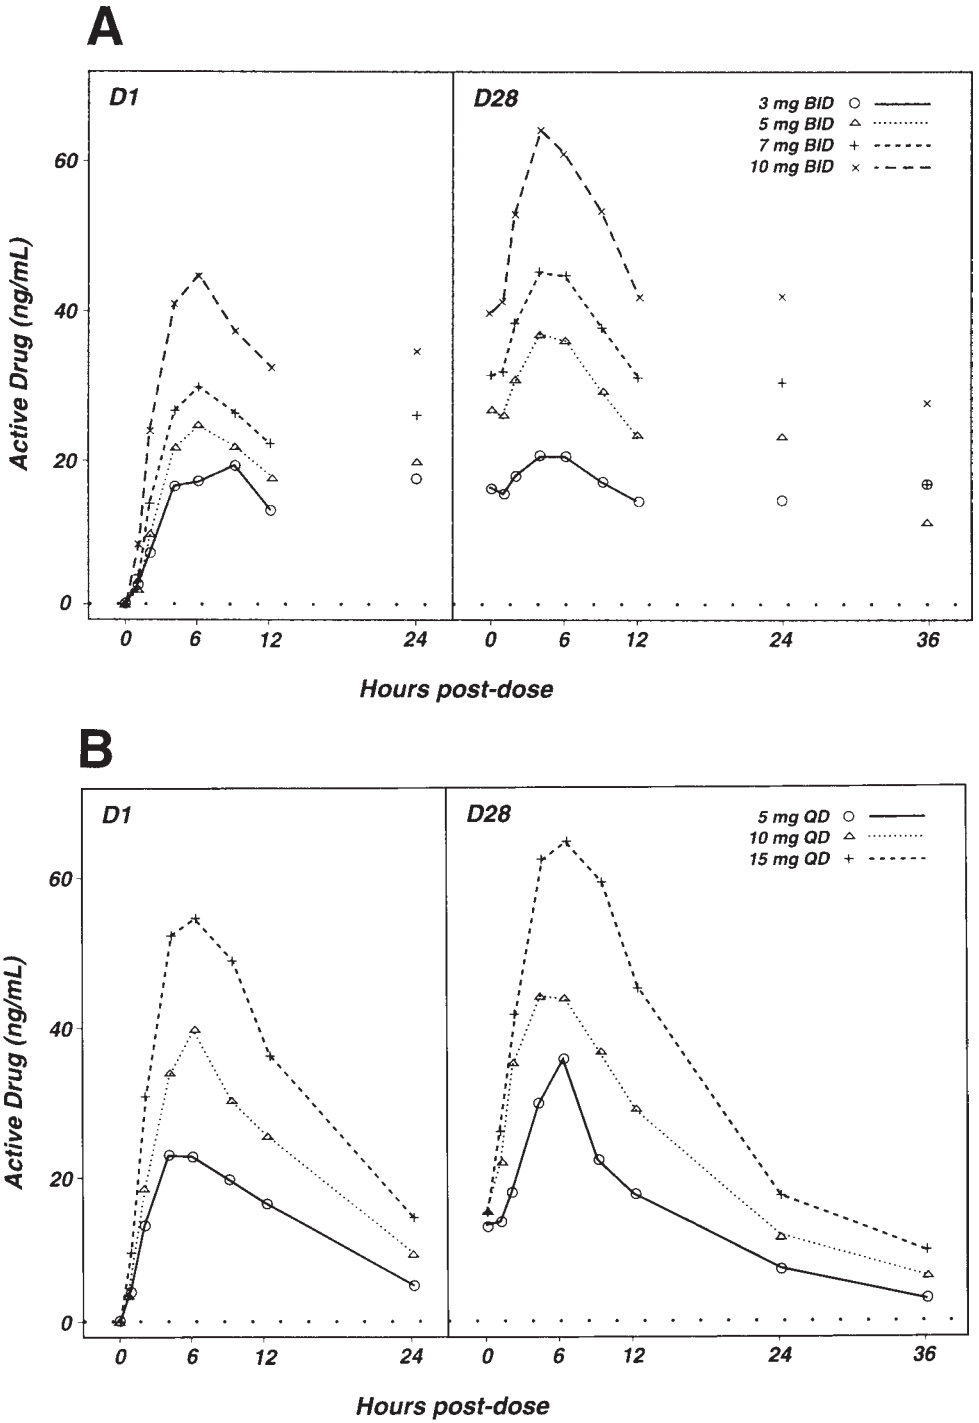 A
D1
D28
3 mg BID
5 mg BID
7 mg BID
10 mg BID
Active Drug (ng/mL)
60
40
20
0
0 6 12 24 0 6 12 24 36
Hours post-dose
B
D1
D28
5 mg QD
10 mg QD
15 mg QD
Active Drug (ng/mL)
60
40
20
0
0 6 12 24 0 6 12 24 36
Hours post-dose